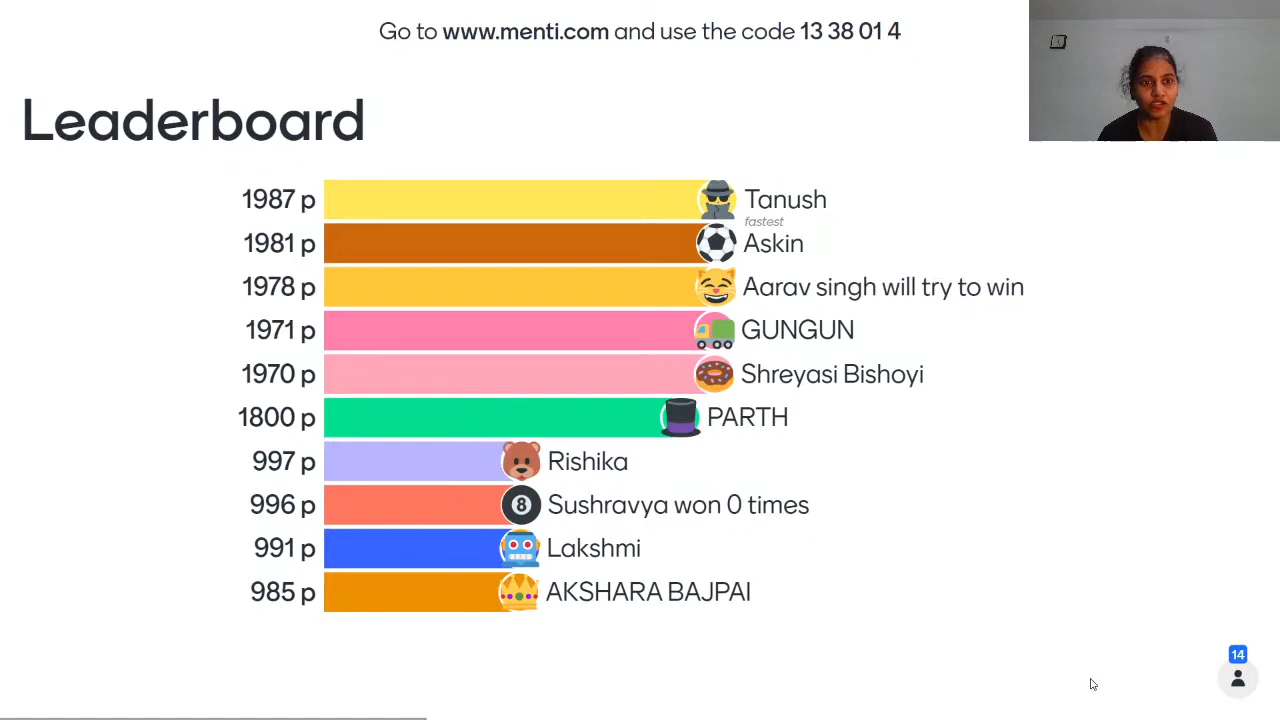 Go to www.menti.com and use the code 13 38 01 4
Leaderboard
1987 p Tanush
fastest
1981 p Askin
1978 p Aarav singh will try to win
1971 p GUNGUN
1970 p Shreyasi Bishoyi
1800 p PARTH
997 p Rishika
996 p 8 Sushravya won 0 times
991 p Lakshmi
985 p AKSHARA BAJPAI
14